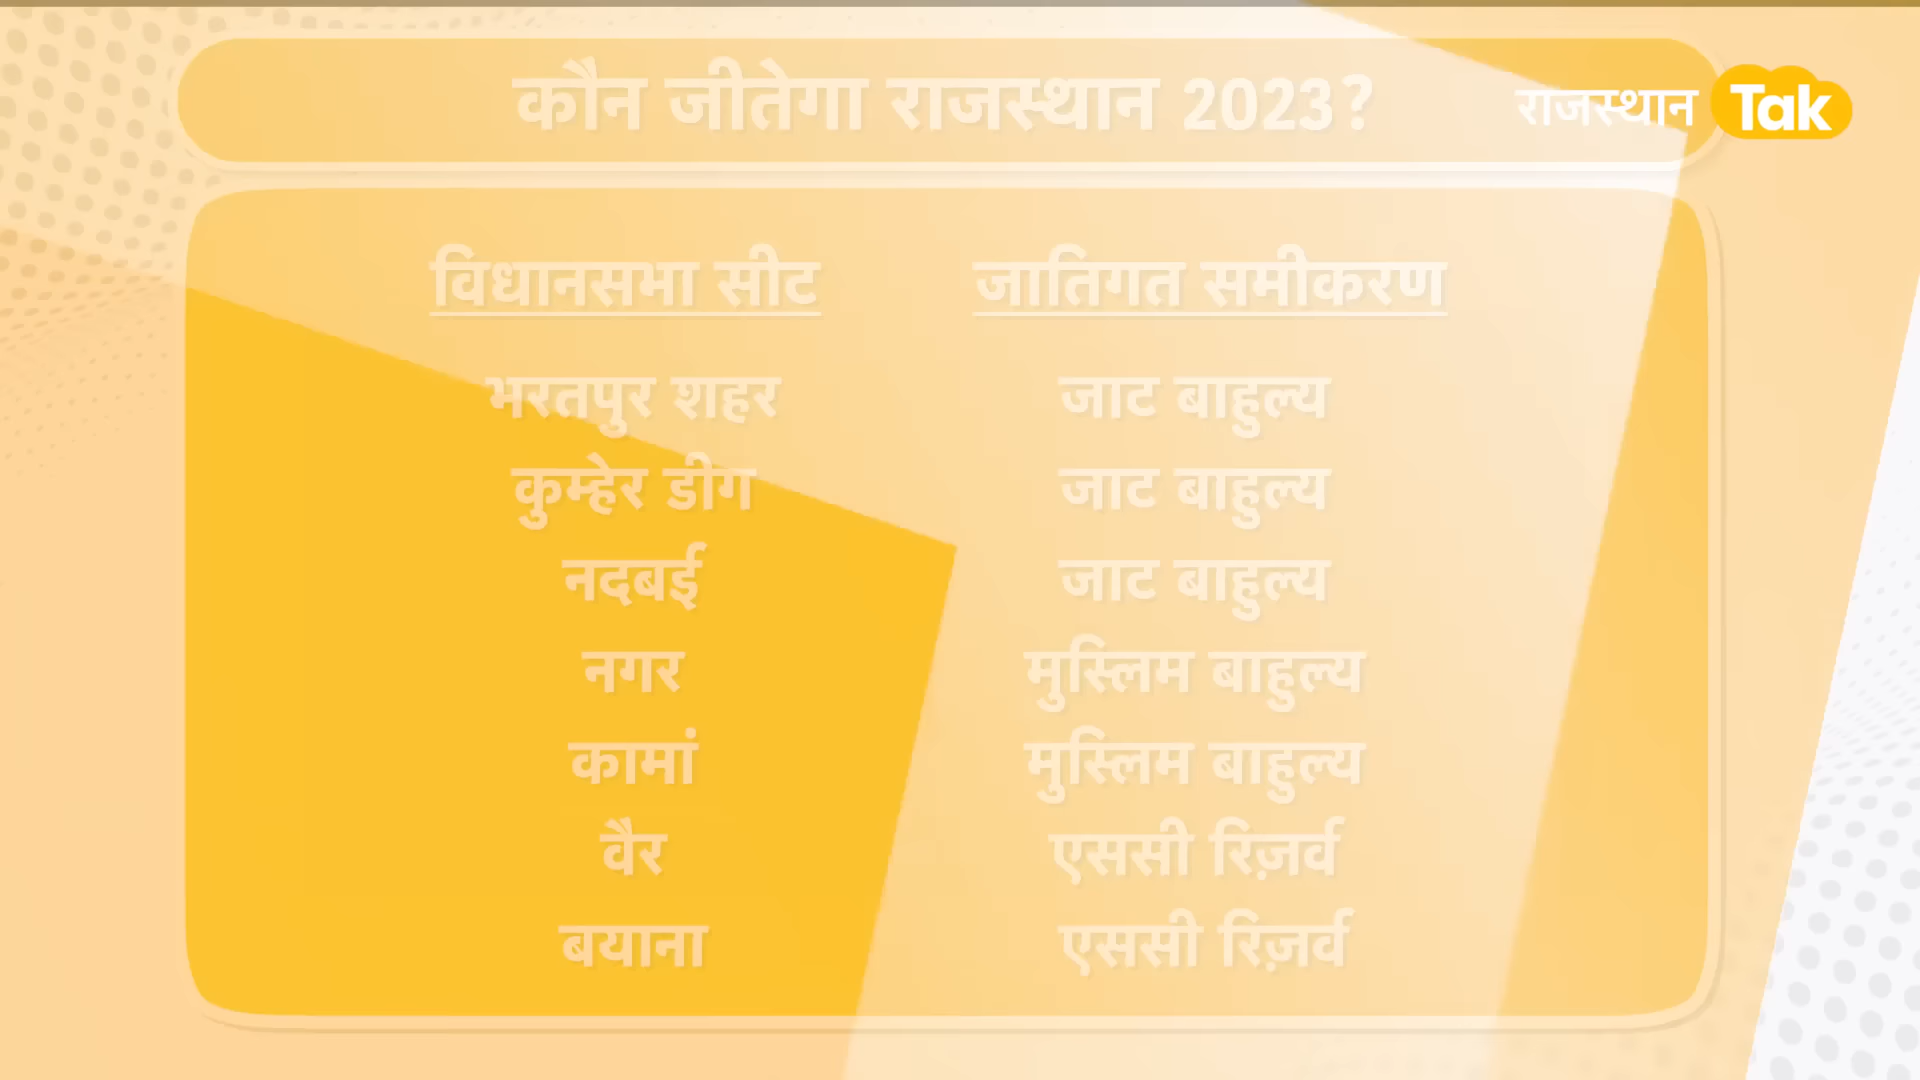 कौन जीतेगा राजस्थान 2023?
राजस्थान Tak
विधानसभा सीट जातिगत समीकरण
भरतपुर शहर जाट बाहुल्य
कुम्हेर डीग जाट बाहुल्य
नदबई जाट बाहुल्य
नगर मुस्लिम बाहुल्य
कामां मुस्लिम बाहुल्य
वैर एससी रिज़र्व
बयाना एससी रिज़र्व